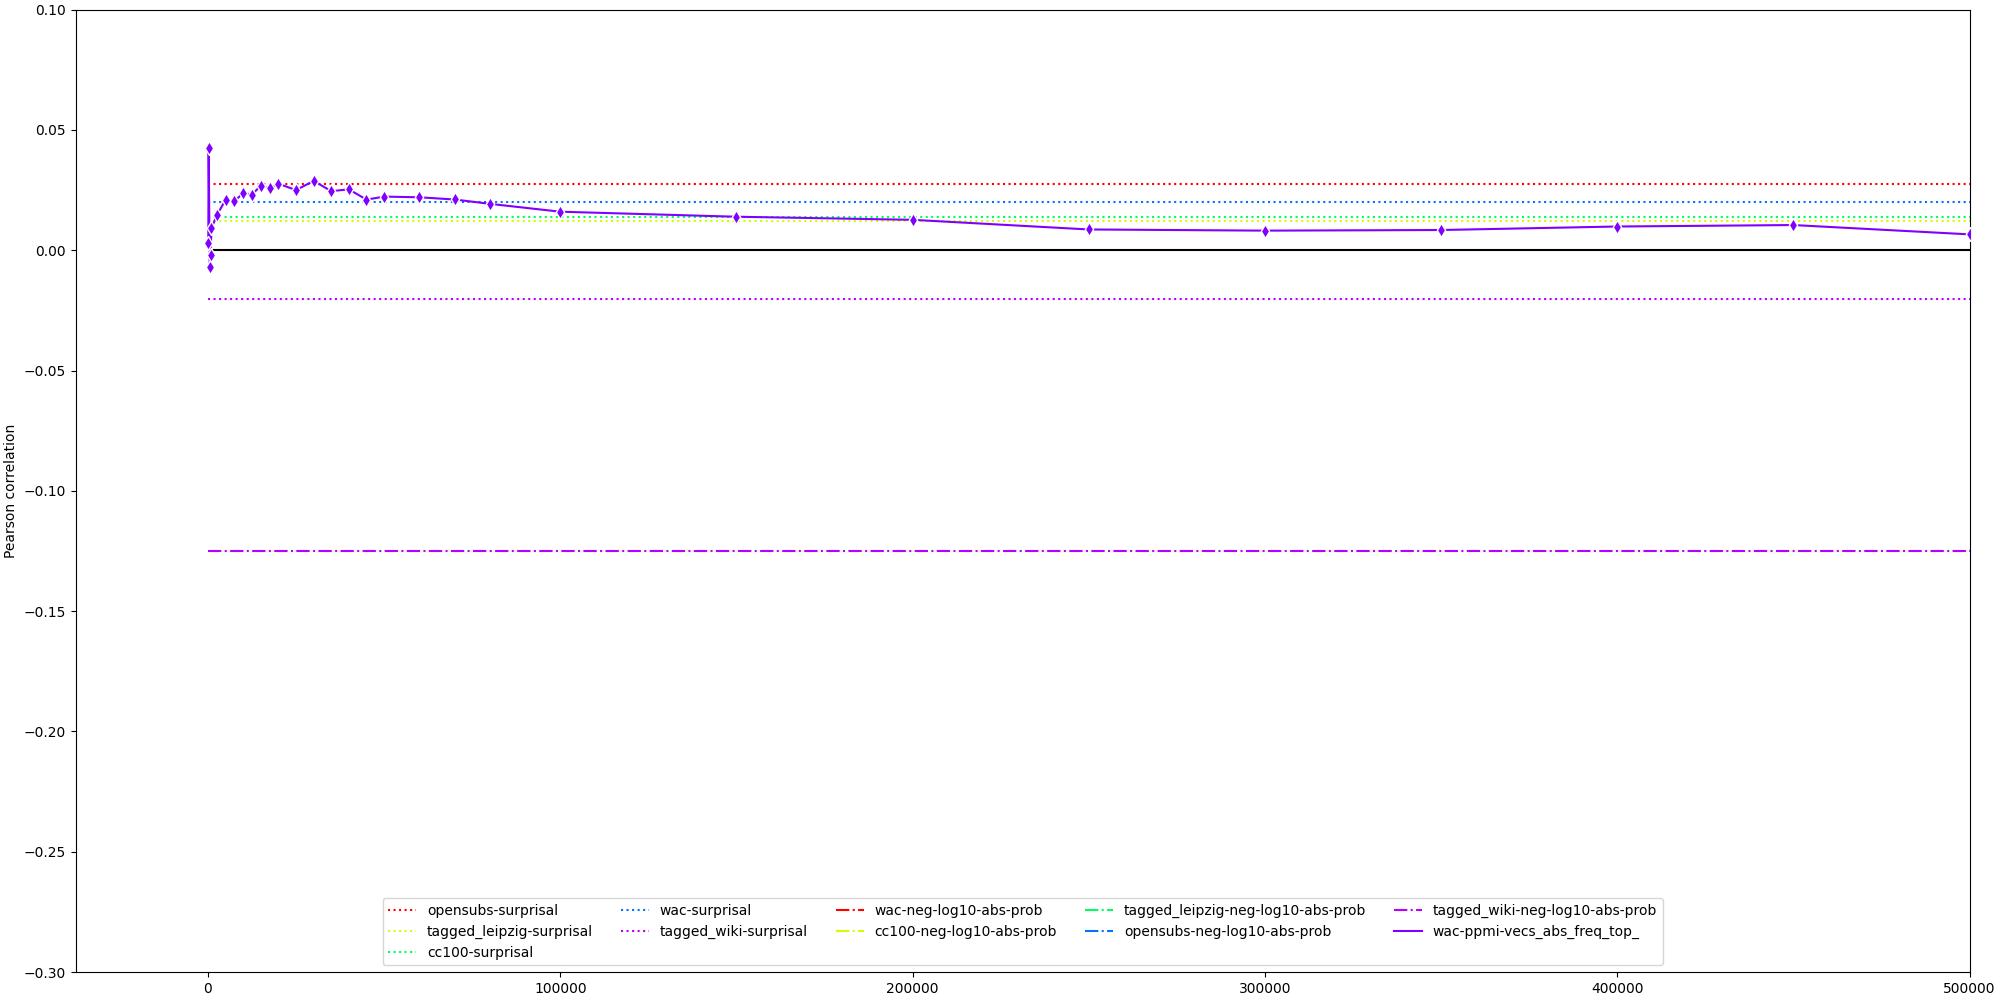 0.10
0.05
0.00
−0.05
−0.10
−0.15
−0.20
−0.25
−0.30
Pearson correlation
opensubs-surprisal
tagged_leipzig-surprisal
cc100-surprisal
wac-surprisal
tagged_wiki-surprisal
wac-neg-log10-abs-prob
cc100-neg-log10-abs-prob
tagged_leipzig-neg-log10-abs-prob
opensubs-neg-log10-abs-prob
tagged_wiki-neg-log10-abs-prob
wac-ppmi-vecs_abs_freq_top_
0 100000 200000 300000 400000 500000